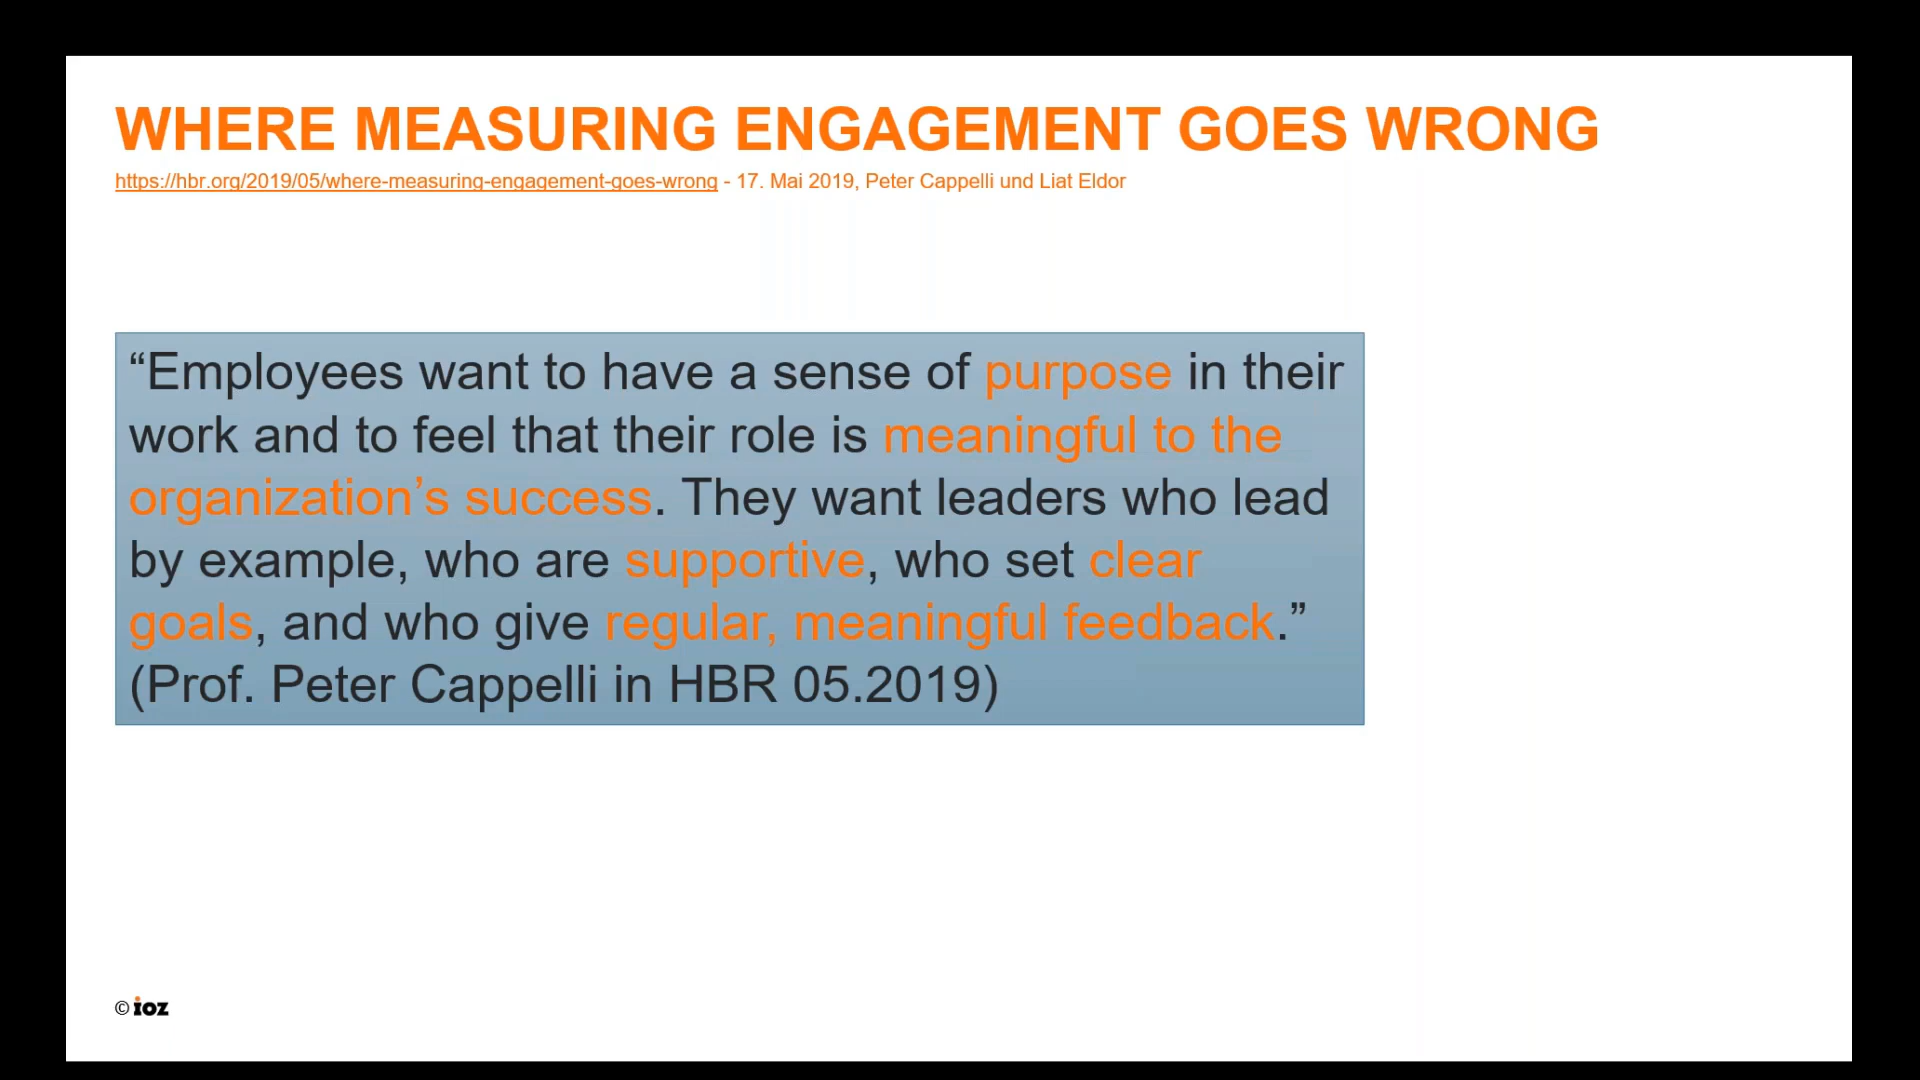 WHERE MEASURING ENGAGEMENT GOES WRONG
https://hbr.org/2019/05/where-measuring-engagement-goes-wrong - 17. Mai 2019, Peter Cappelli und Liat Eldor
“Employees want to have a sense of purpose in their
work and to feel that their role is meaningful to the
organization’s success. They want leaders who lead
by example, who are supportive, who set clear
goals, and who give regular, meaningful feedback.”
(Prof. Peter Cappelli in HBR 05.2019)
© ioz